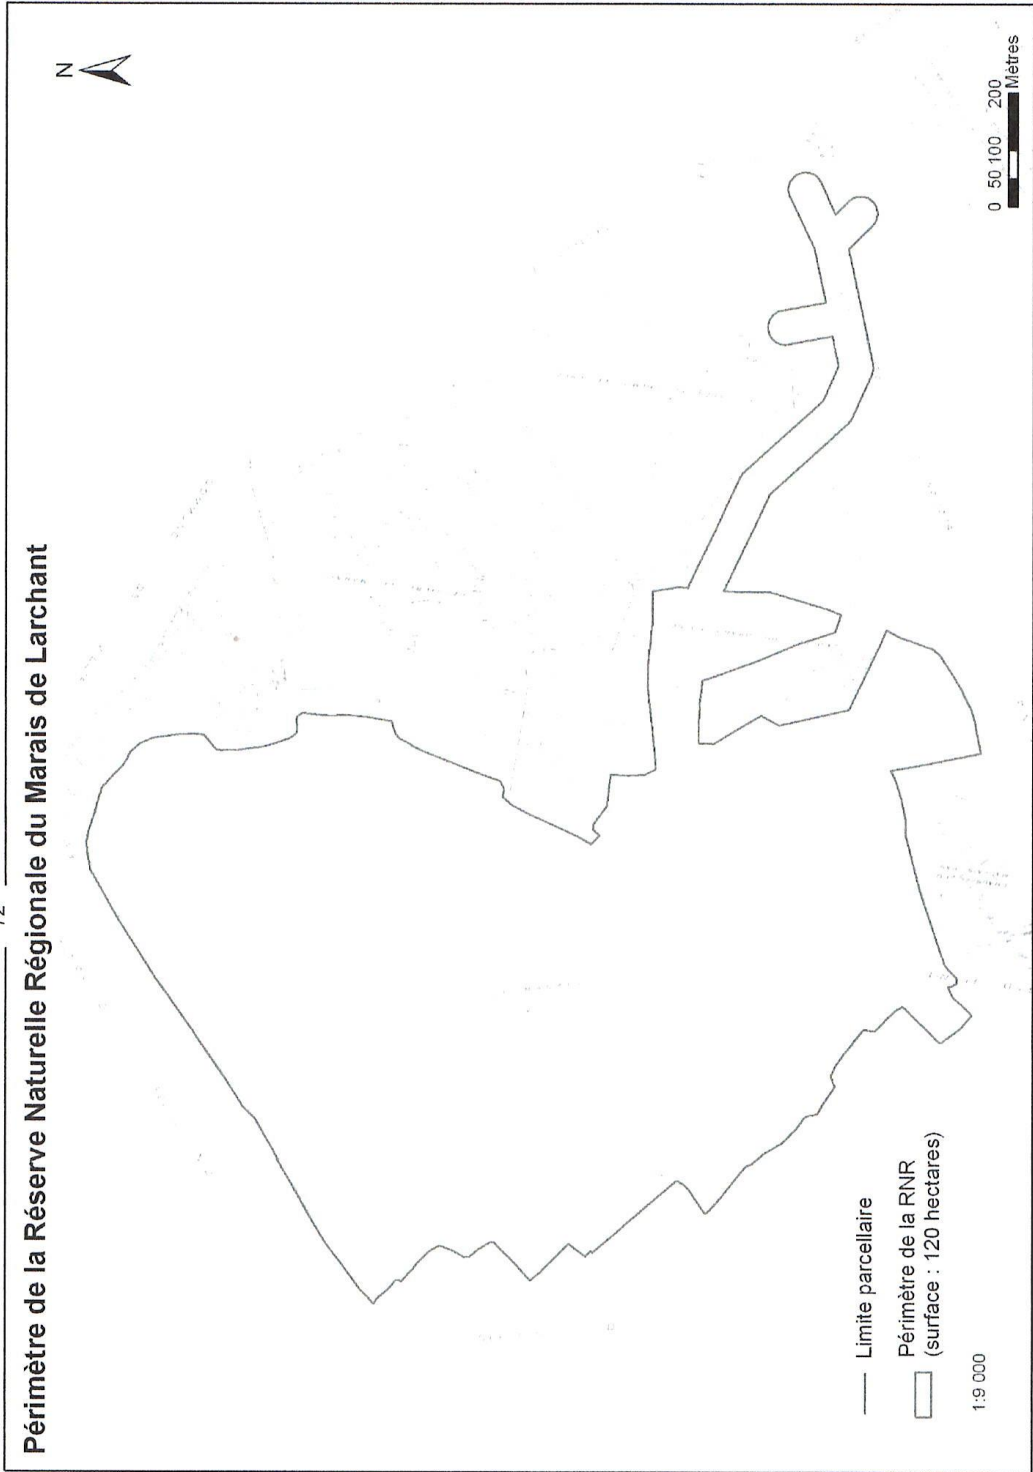 Périmètre de la Réserve Naturelle Régionale du Marais de Larchant
N
Limite parcellaire
Périmètre de la RNR
(surface : 120 hectares)
1:9 000
0 50 100 200
Mètres